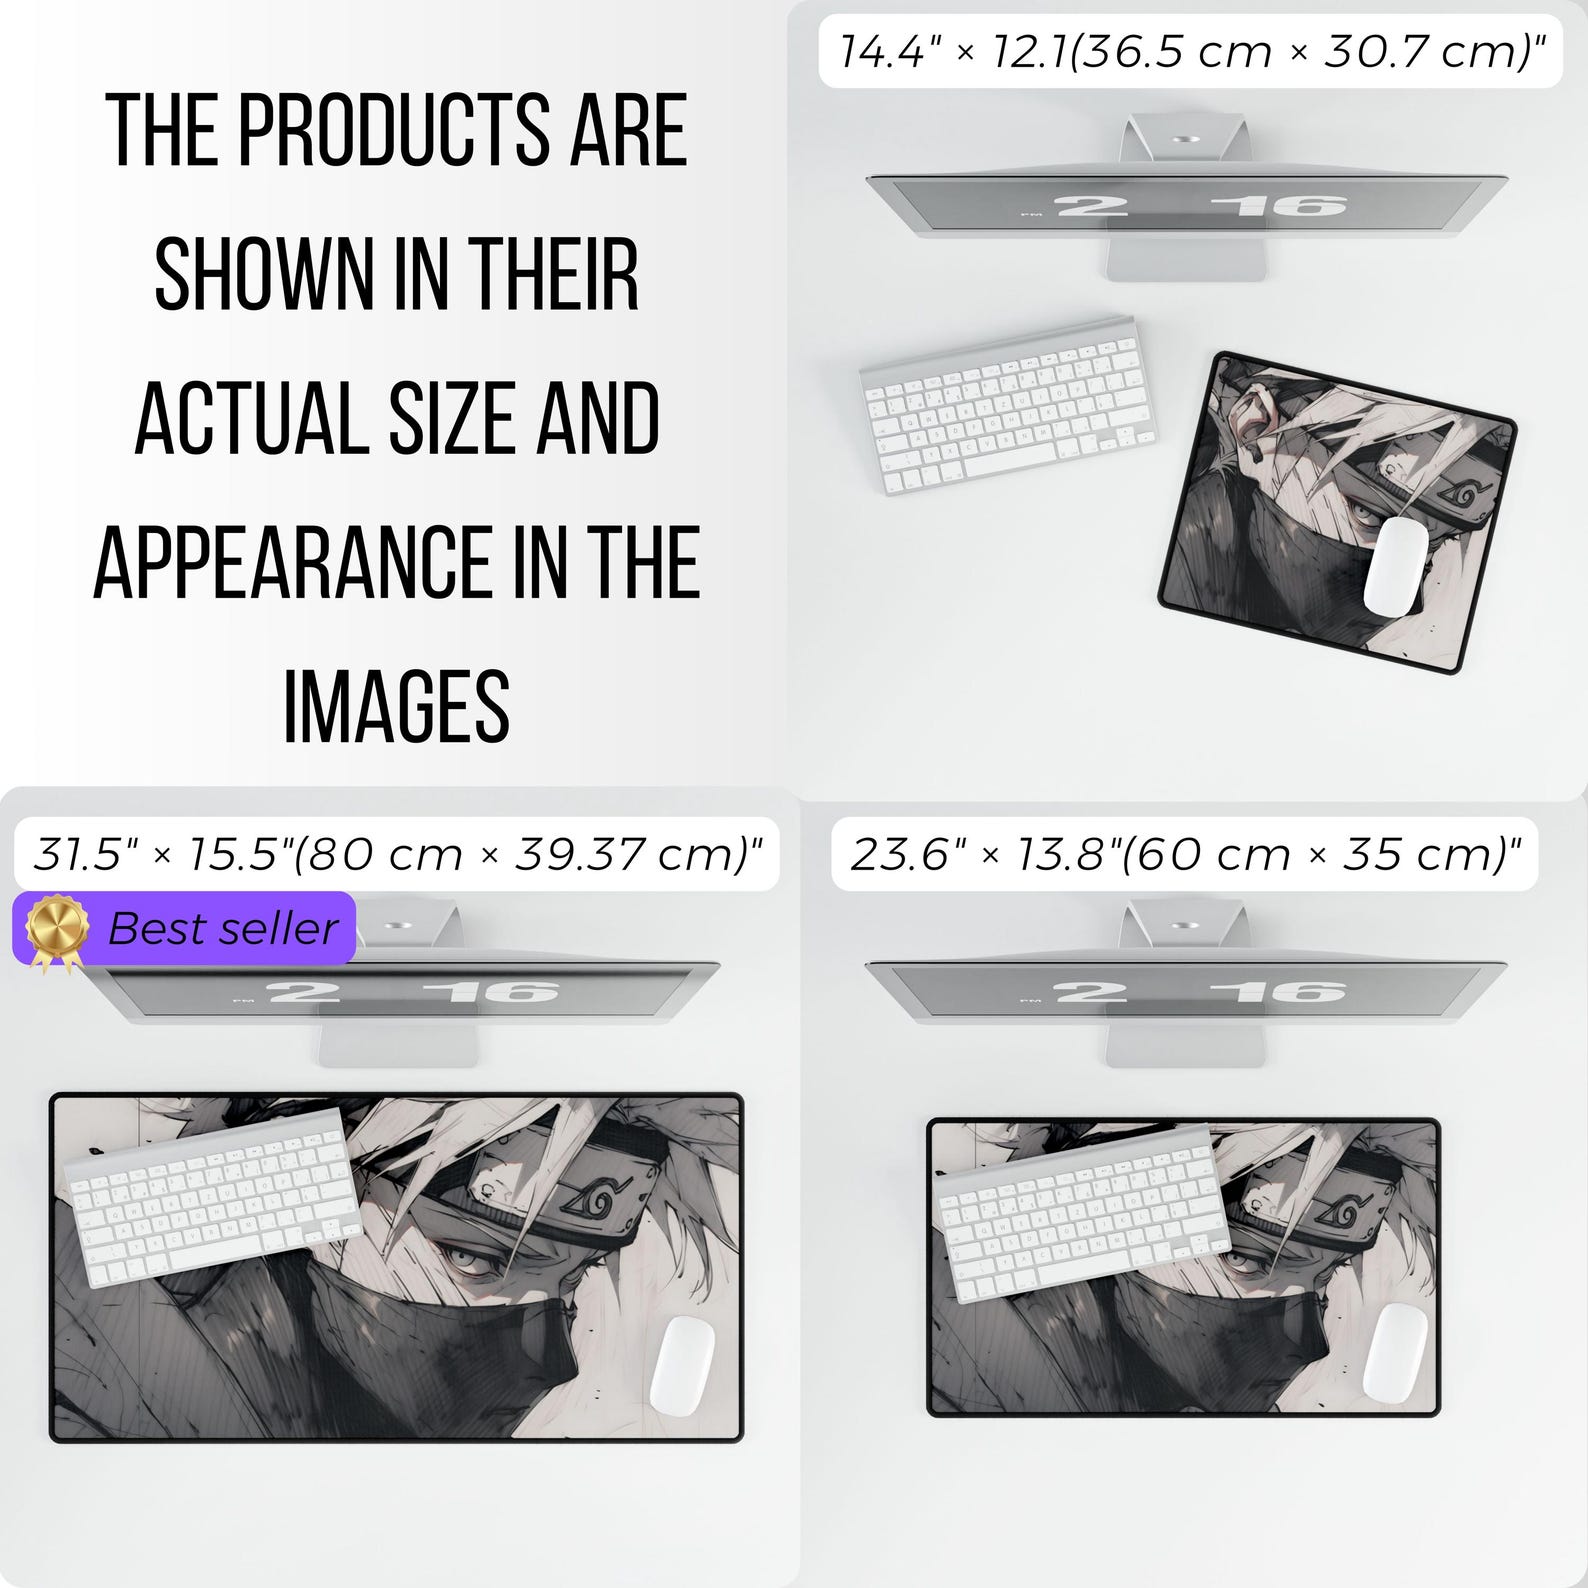 THE PRODUCTS ARE
SHOWN IN THEIR
ACTUAL SIZE AND
APPEARANCE IN THE
IMAGES
14.4" × 12.1(36.5 cm × 30.7 cm)"
PM 2 16
31.5" × 15.5"(80 cm × 39.37 cm)"
Best seller
PM 2 16
23.6" × 13.8"(60 cm × 35 cm)"
PM 2 16